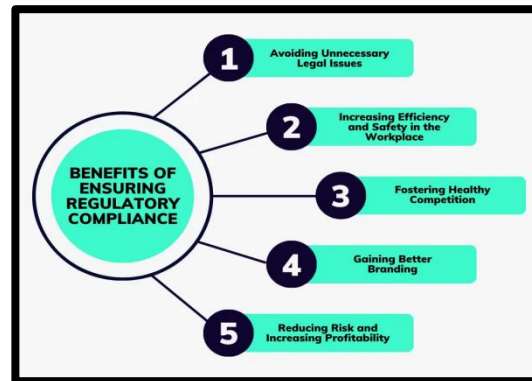 BENEFITS OF
ENSURING
REGULATORY
COMPLIANCE
1
Avoiding Unnecessary
Legal Issues
2
Increasing Efficiency
and Safety in the
Workplace
3
Fostering Healthy
Competition
4
Gaining Better
Branding
5
Reducing Risk and
Increasing Profitability